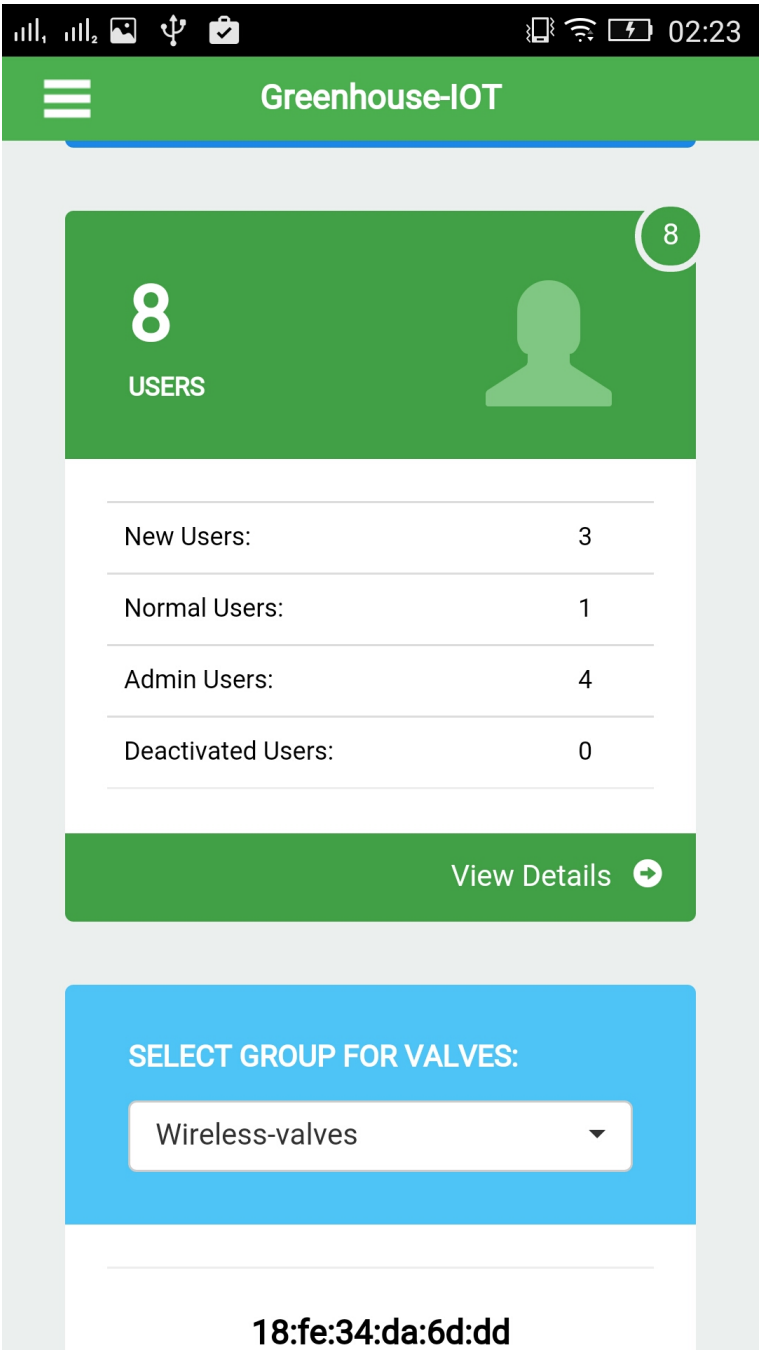 02:23
Greenhouse-IOT
8
8
USERS
New Users: 3
Normal Users: 1
Admin Users: 4
Deactivated Users: 0
View Details
SELECT GROUP FOR VALVES:
Wireless-valves
18:fe:34:da:6d:dd